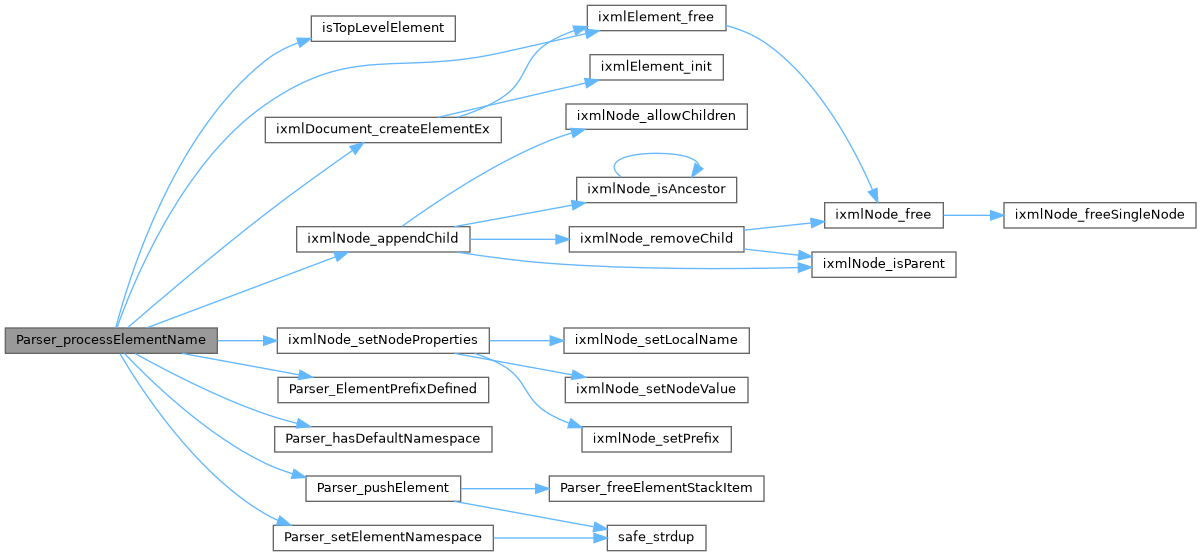 isTopLevelElement
ixmlElement_free
ixmlElement_init
ixmlDocument_createElementEx
ixmlNode_allowChildren
ixmlNode_isAncestor
ixmlNode_free
ixmlNode_freeSingleNode
ixmlNode_appendChild
ixmlNode_removeChild
ixmlNode_isParent
Parser_processElementName
ixmlNode_setNodeProperties
ixmlNode_setLocalName
Parser_ElementPrefixDefined
ixmlNode_setNodeValue
Parser_hasDefaultNamespace
ixmlNode_setPrefix
Parser_pushElement
Parser_freeElementStackItem
Parser_setElementNamespace
safe_strdup